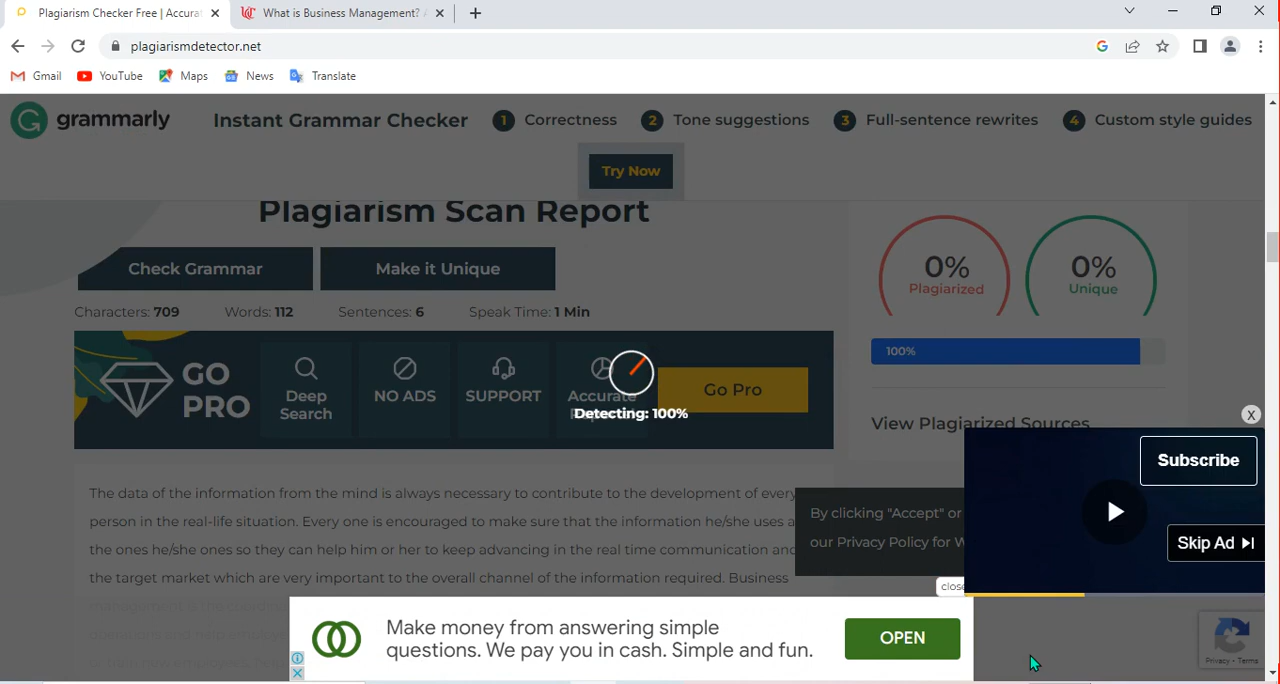 Plagiarism Checker Free | Accurat
What is Business Management? A
plagiarismdetector.net
Gmail
YouTube
Maps
News
Translate
grammarly
Instant Grammar Checker
1 Correctness
2 Tone suggestions
3 Full-sentence rewrites
4 Custom style guides
Try Now
Plagiarism Scan Report
Check Grammar
Make it Unique
Characters: 709 Words: 112 Sentences: 6 Speak Time: 1 Min
0%
Plagiarized
0%
Unique
100%
GO
PRO
Deep
Search
NO ADS
SUPPORT
Accurate
Go Pro
Detecting: 100%
View Plagiarized Sources
X
Subscribe
Skip Ad
The data of the information from the mind is always necessary to contribute to the development of every
person in the real-life situation. Every one is encouraged to make sure that the information he/she uses a
the ones he/she ones so they can help him or her to keep advancing in the real time communication and
the target market which are very important to the overall channel of the information required. Business
By clicking "Accept" or
our Privacy Policy for W
close
Make money from answering simple
questions. We pay you in cash. Simple and fun.
OPEN
Privacy - Terms